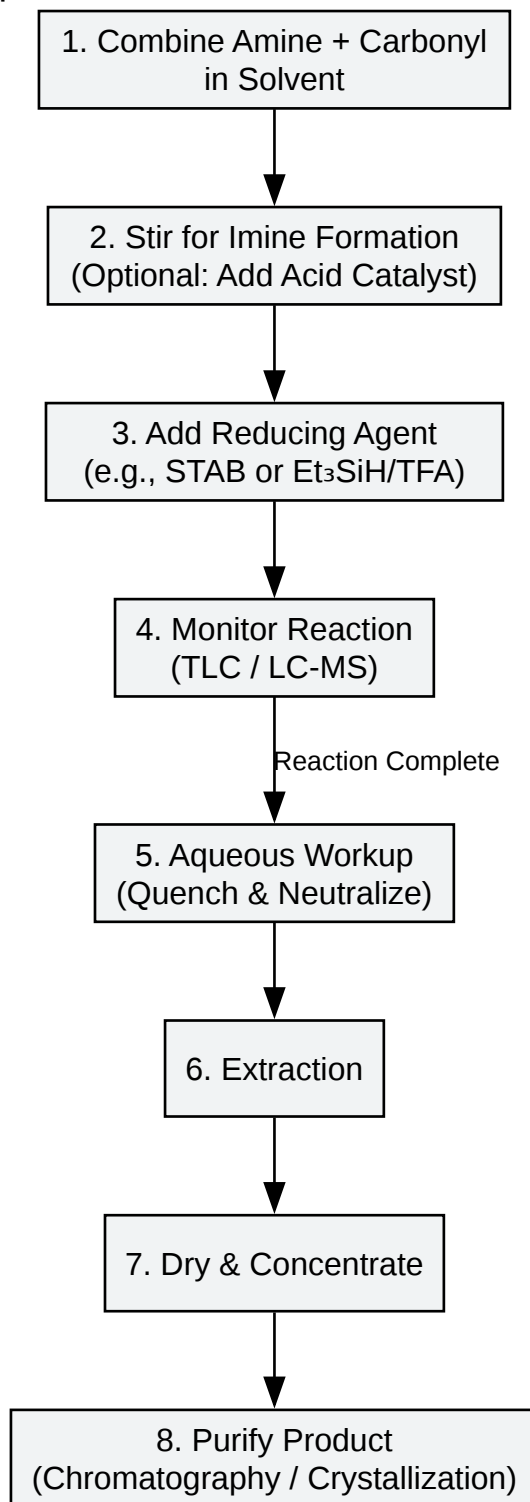 1. Combine Amine + Carbonyl
in Solvent
2. Stir for Imine Formation
(Optional: Add Acid Catalyst)
3. Add Reducing Agent
(e.g., STAB or Et₃SiH/TFA)
4. Monitor Reaction
(TLC / LC-MS)
Reaction Complete
5. Aqueous Workup
(Quench & Neutralize)
6. Extraction
7. Dry & Concentrate
8. Purify Product
(Chromatography / Crystallization)